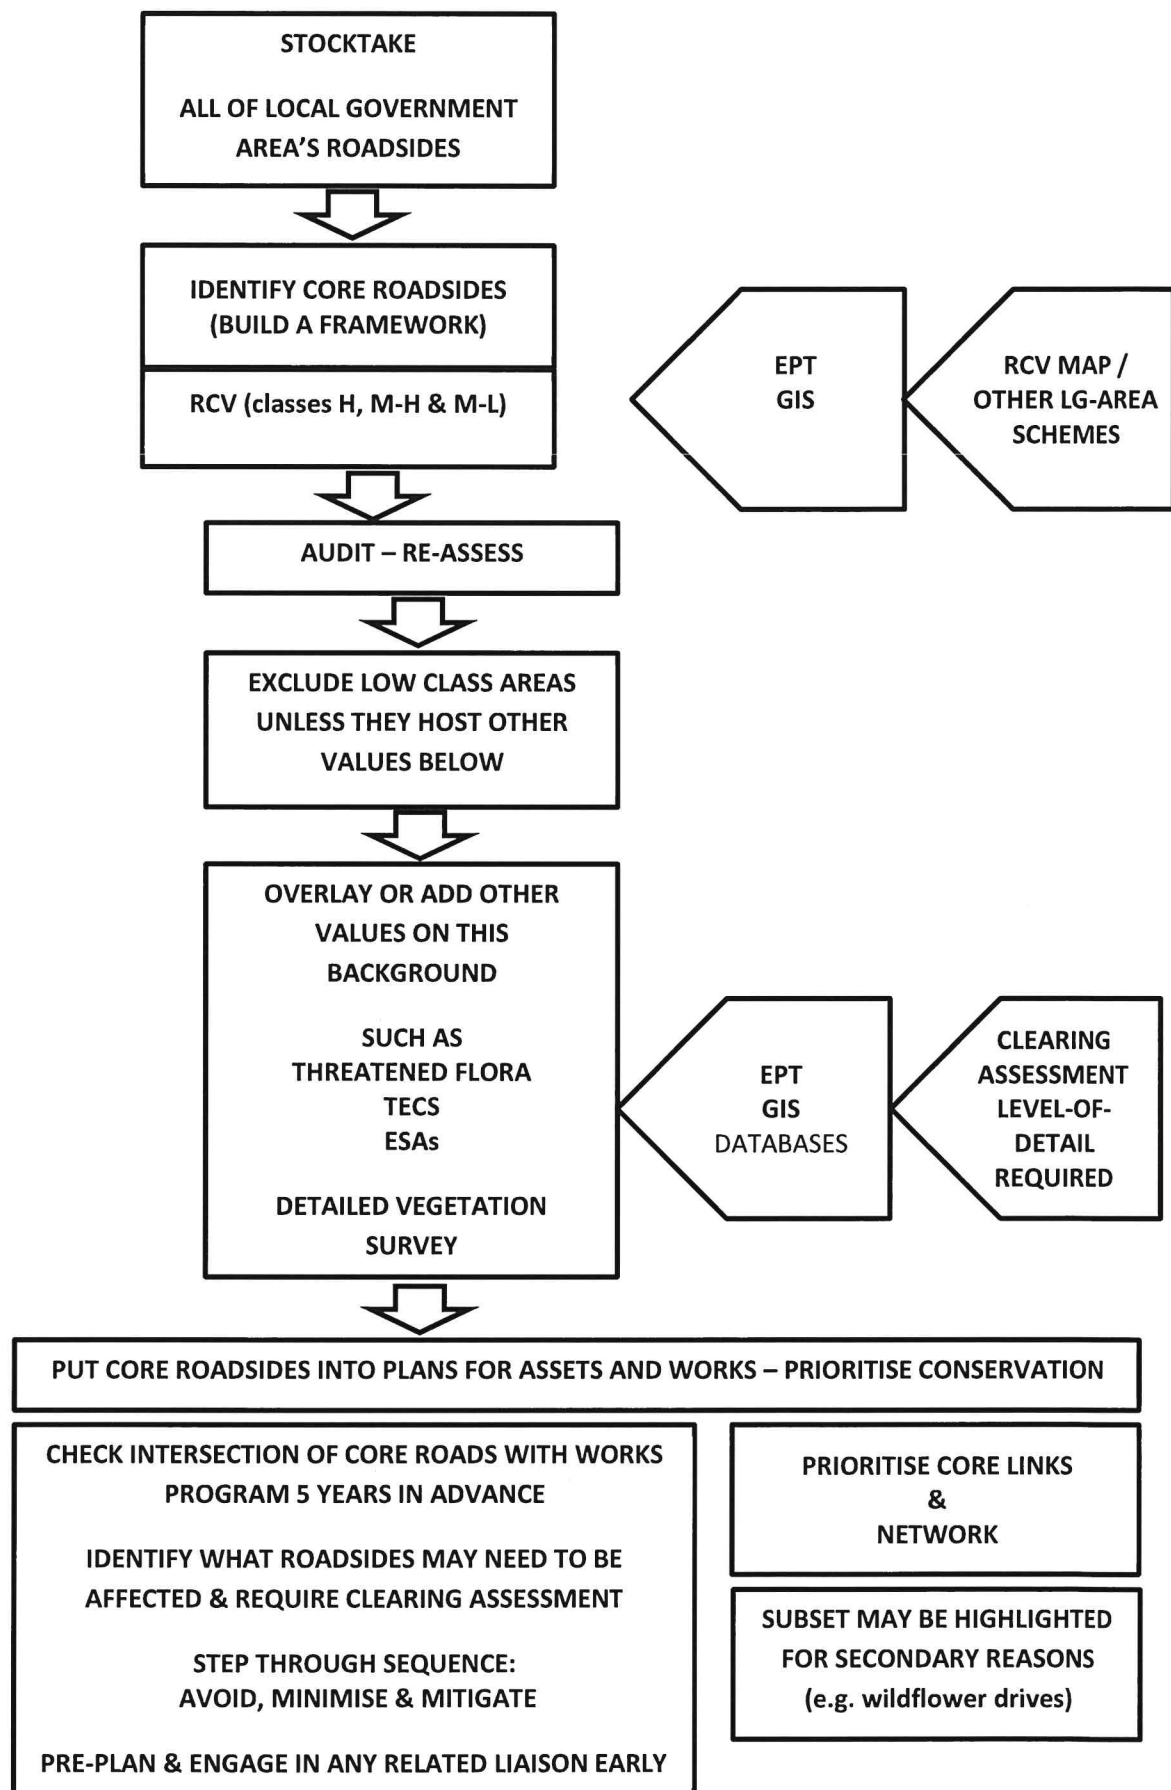 STOCKTAKE
ALL OF LOCAL GOVERNMENT
AREA'S ROADSIDES
IDENTIFY CORE ROADSIDES
(BUILD A FRAMEWORK)
RCV (classes H, M-H & M-L)
EPT
GIS
RCV MAP /
OTHER LG-AREA
SCHEMES
AUDIT – RE-ASSESS
EXCLUDE LOW CLASS AREAS
UNLESS THEY HOST OTHER
VALUES BELOW
OVERLAY OR ADD OTHER
VALUES ON THIS
BACKGROUND
SUCH AS
THREATENED FLORA
TECS
ESAs
DETAILED VEGETATION
SURVEY
EPT
GIS
DATABASES
CLEARING
ASSESSMENT
LEVEL-OF-
DETAIL
REQUIRED
PUT CORE ROADSIDES INTO PLANS FOR ASSETS AND WORKS – PRIORITISE CONSERVATION
CHECK INTERSECTION OF CORE ROADS WITH WORKS
PROGRAM 5 YEARS IN ADVANCE
IDENTIFY WHAT ROADSIDES MAY NEED TO BE
AFFECTED & REQUIRE CLEARING ASSESSMENT
STEP THROUGH SEQUENCE:
AVOID, MINIMISE & MITIGATE
PRE-PLAN & ENGAGE IN ANY RELATED LIAISON EARLY
PRIORITISE CORE LINKS
&
NETWORK
SUBSET MAY BE HIGHLIGHTED
FOR SECONDARY REASONS
(e.g. wildflower drives)